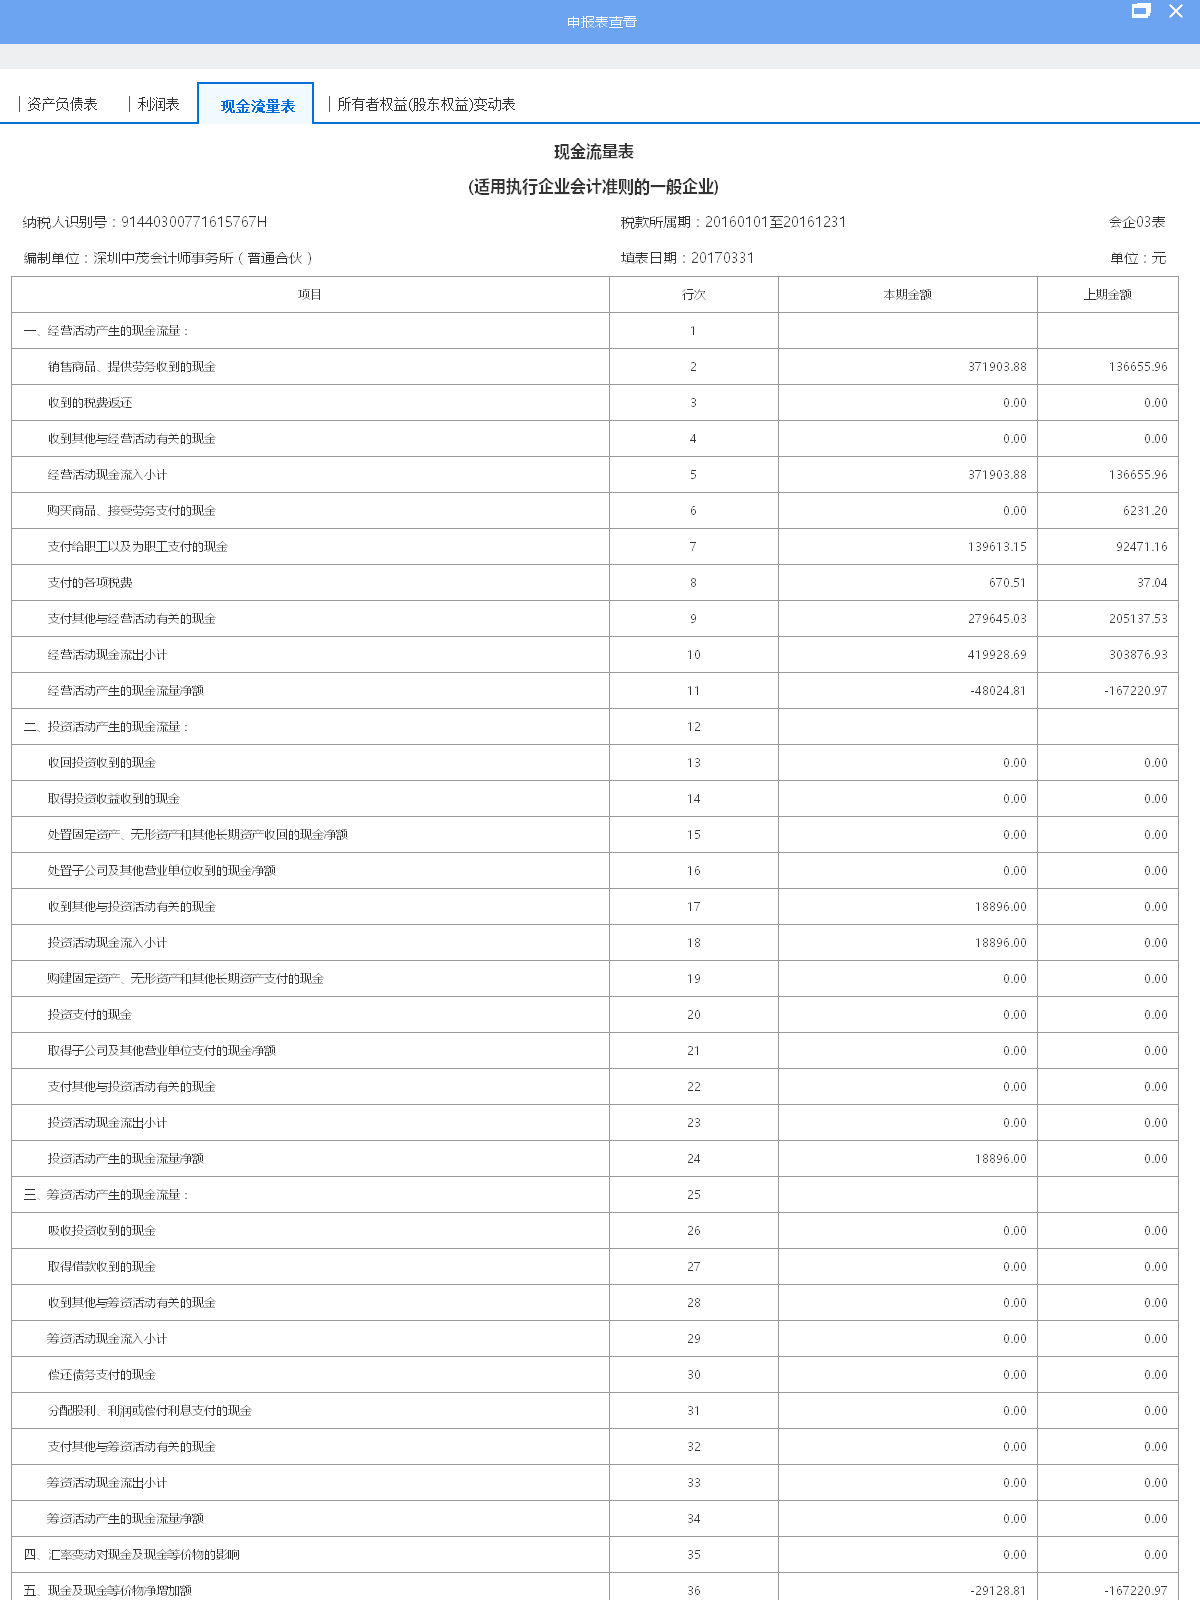 申报表查看
资产负债表 利润表 现金流量表 所有者权益(股东权益)变动表
现金流量表
(适用执行企业会计准则的一般企业)
纳税人识别号：91440300771615767H 税款所属期：20160101至20161231 会企03表
编制单位：深圳中茂会计师事务所（普通合伙） 填表日期：20170331 单位：元
项目 行次 本期金额 上期金额
一、经营活动产生的现金流量： 1
销售商品、提供劳务收到的现金 2 371903.88 136655.96
收到的税费返还 3 0.00 0.00
收到其他与经营活动有关的现金 4 0.00 0.00
经营活动现金流入小计 5 371903.88 136655.96
购买商品、接受劳务支付的现金 6 0.00 6231.20
支付给职工以及为职工支付的现金 7 139613.15 92471.16
支付的各项税费 8 670.51 37.04
支付其他与经营活动有关的现金 9 279645.03 205137.53
经营活动现金流出小计 10 419928.69 303876.93
经营活动产生的现金流量净额 11 -48024.81 -167220.97
二、投资活动产生的现金流量： 12
收回投资收到的现金 13 0.00 0.00
取得投资收益收到的现金 14 0.00 0.00
处置固定资产、无形资产和其他长期资产收回的现金净额 15 0.00 0.00
处置子公司及其他营业单位收到的现金净额 16 0.00 0.00
收到其他与投资活动有关的现金 17 18896.00 0.00
投资活动现金流入小计 18 18896.00 0.00
购建固定资产、无形资产和其他长期资产支付的现金 19 0.00 0.00
投资支付的现金 20 0.00 0.00
取得子公司及其他营业单位支付的现金净额 21 0.00 0.00
支付其他与投资活动有关的现金 22 0.00 0.00
投资活动现金流出小计 23 0.00 0.00
投资活动产生的现金流量净额 24 18896.00 0.00
三、筹资活动产生的现金流量： 25
吸收投资收到的现金 26 0.00 0.00
取得借款收到的现金 27 0.00 0.00
收到其他与筹资活动有关的现金 28 0.00 0.00
筹资活动现金流入小计 29 0.00 0.00
偿还债务支付的现金 30 0.00 0.00
分配股利、利润或偿付利息支付的现金 31 0.00 0.00
支付其他与筹资活动有关的现金 32 0.00 0.00
筹资活动现金流出小计 33 0.00 0.00
筹资活动产生的现金流量净额 34 0.00 0.00
四、汇率变动对现金及现金等价物的影响 35 0.00 0.00
五、现金及现金等价物净增加额 36 -29128.81 -167220.97